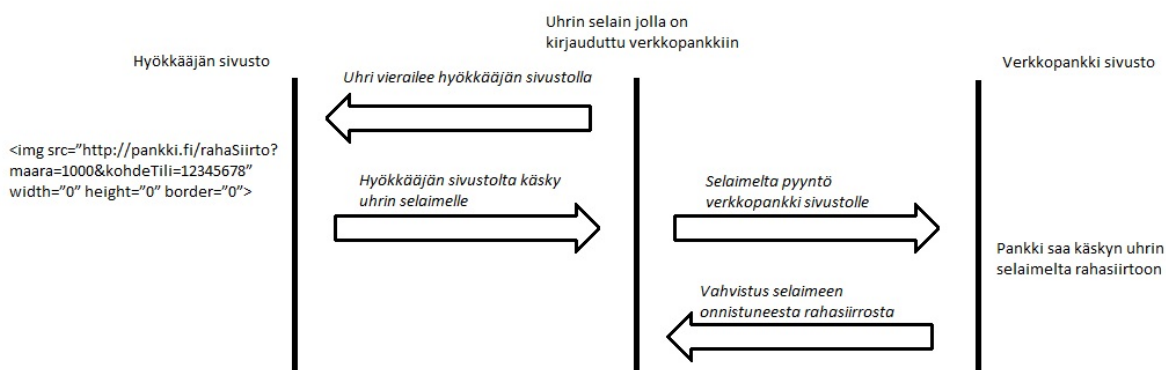 Uhrin selain jolla on
kirjauduttu verkkopankkiin
Hyökkääjän sivusto
Verkkopankki sivusto
Uhri vierailee hyökkääjän sivustolla
<img src=”http://pankki.fi/rahaSiirto?
maara=1000&kohdeTili=12345678”
width=”0” height=”0” border=”0”>
Hyökkääjän sivustolta käsky
uhrin selaimelle
Selaimelta pyyntö
verkkopankki sivustolle
Pankki saa käskyn uhrin
selaimelta rahasiirtoon
Vahvistus selaimeen
onnistuneesta rahasiirrosta